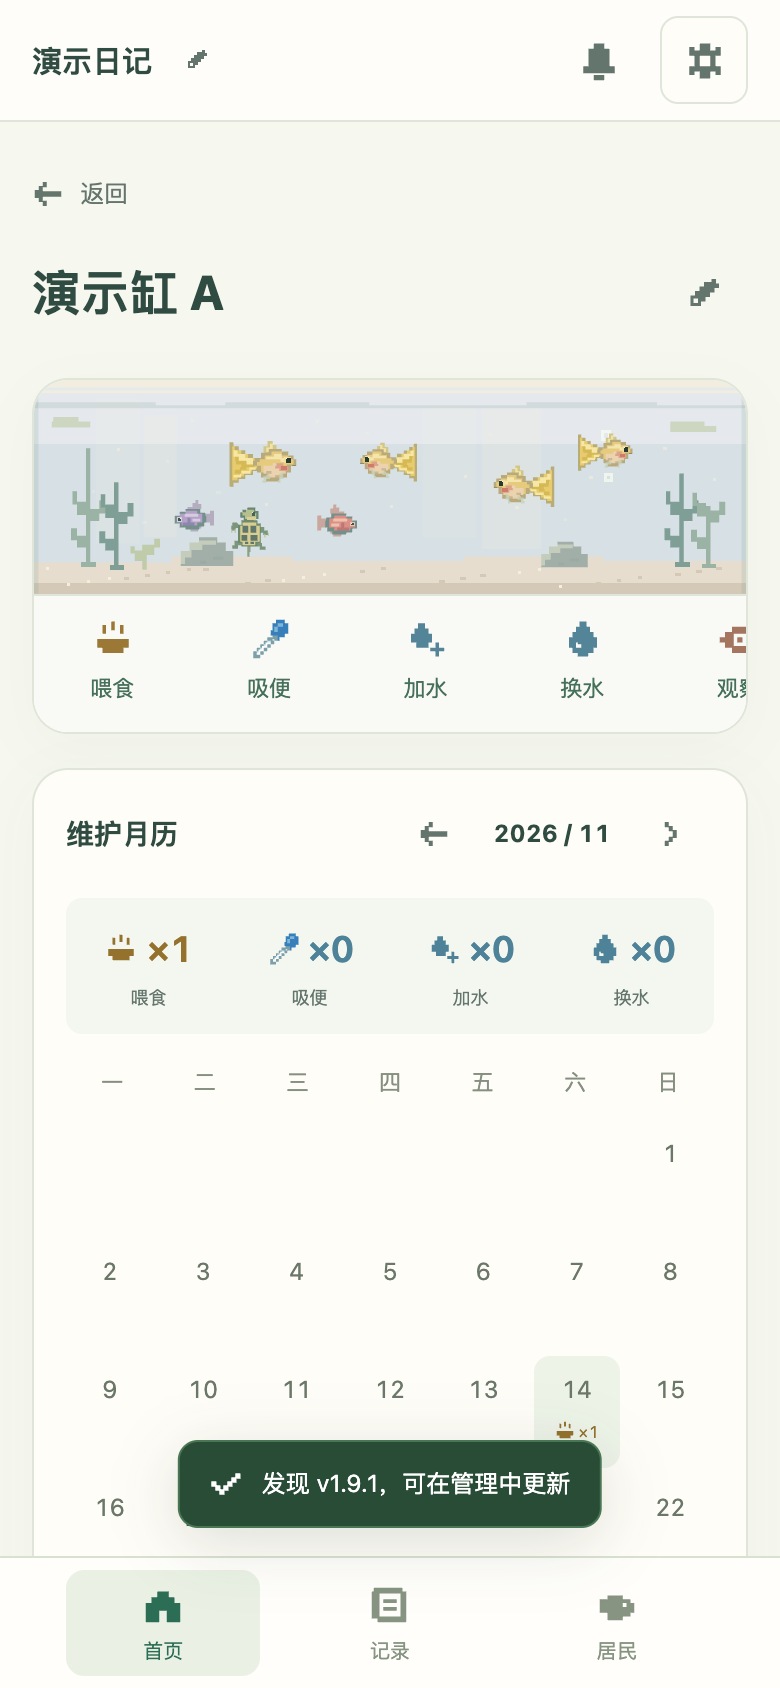 演示日记
返回
演示缸 A
喂食 吸便 加水 换水 观察
维护月历 2026 / 11
×1 ×0 ×0 ×0
喂食 吸便 加水 换水
一 二 三 四 五 六 日
1
2 3 4 5 6 7 8
9 10 11 12 13 14 15
×1
发现 v1.9.1，可在管理中更新
16 22
首页 记录 居民